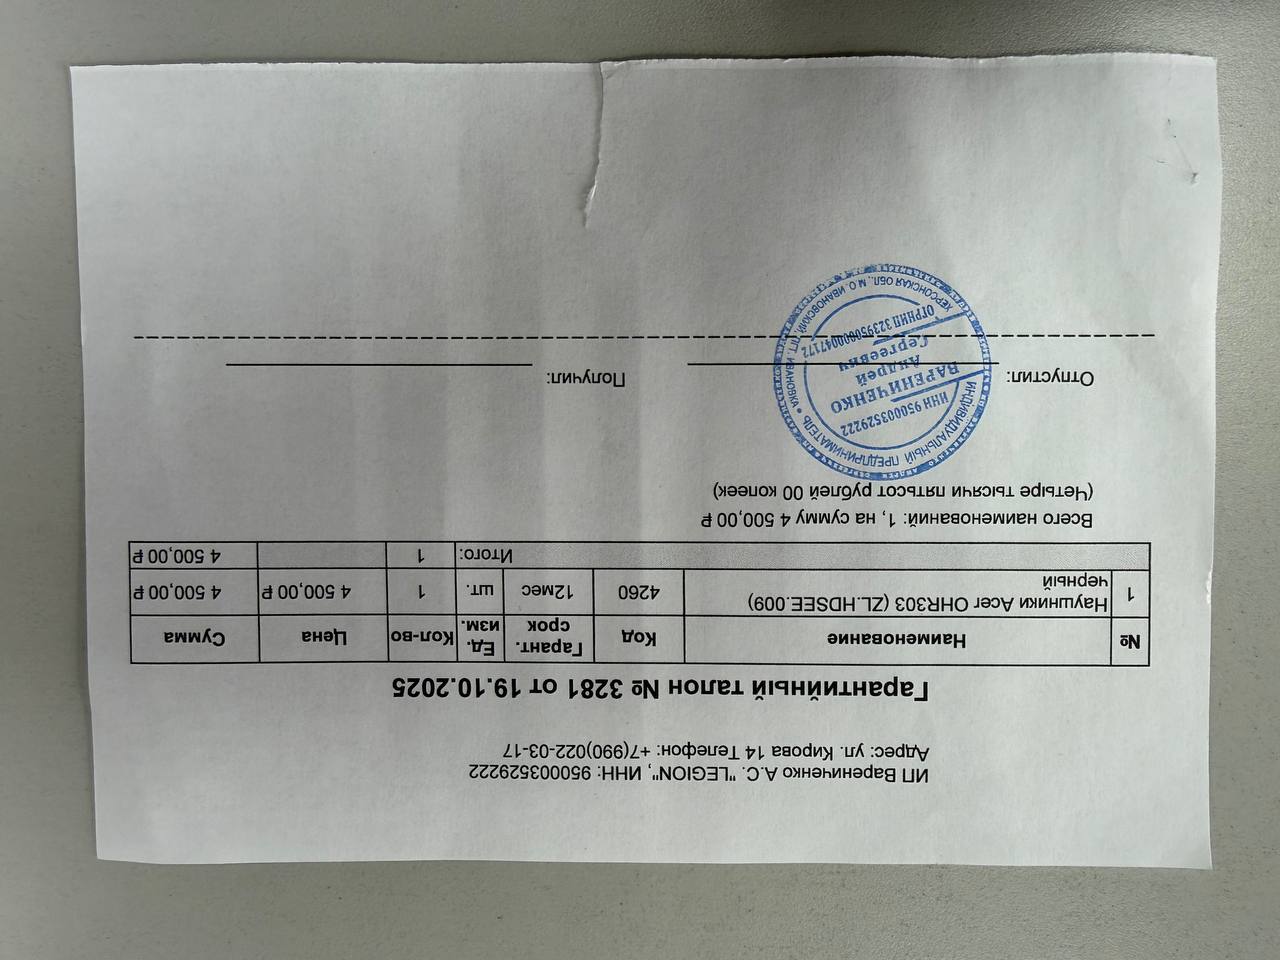 ИП Варениченко А.С. "LEGION", ИНН: 950003529222
Адрес: ул. Кирова 14 Телефон: +7(990)022-03-17
Гарантийный талон № 3281 от 19.10.2025
№ Наименование Код Гарант. срок Ед. изм. Кол-во Цена Сумма
1 Наушники Acer OHR303 (ZL.HDSEE.009) черный 4260 12мес шт. 1 4 500,00 ₽ 4 500,00 ₽
Итого: 1 4 500,00 ₽
Всего наименований: 1, на сумму 4 500,00 ₽
(Четыре тысячи пятьсот рублей 00 копеек)
Отпустил: Получил:
ИНДИВИДУАЛЬНЫЙ ПРЕДПРИНИМАТЕЛЬ
ИНН 950003529222
ВАРЕНИЧЕНКО
Андрей
Сергеевич
ОГРНИП 323950000047172
ХЕРСОНСКАЯ ОБЛ., М.О. ИВАНОВСКИЙ, ПГТ. ИВАНОВКА